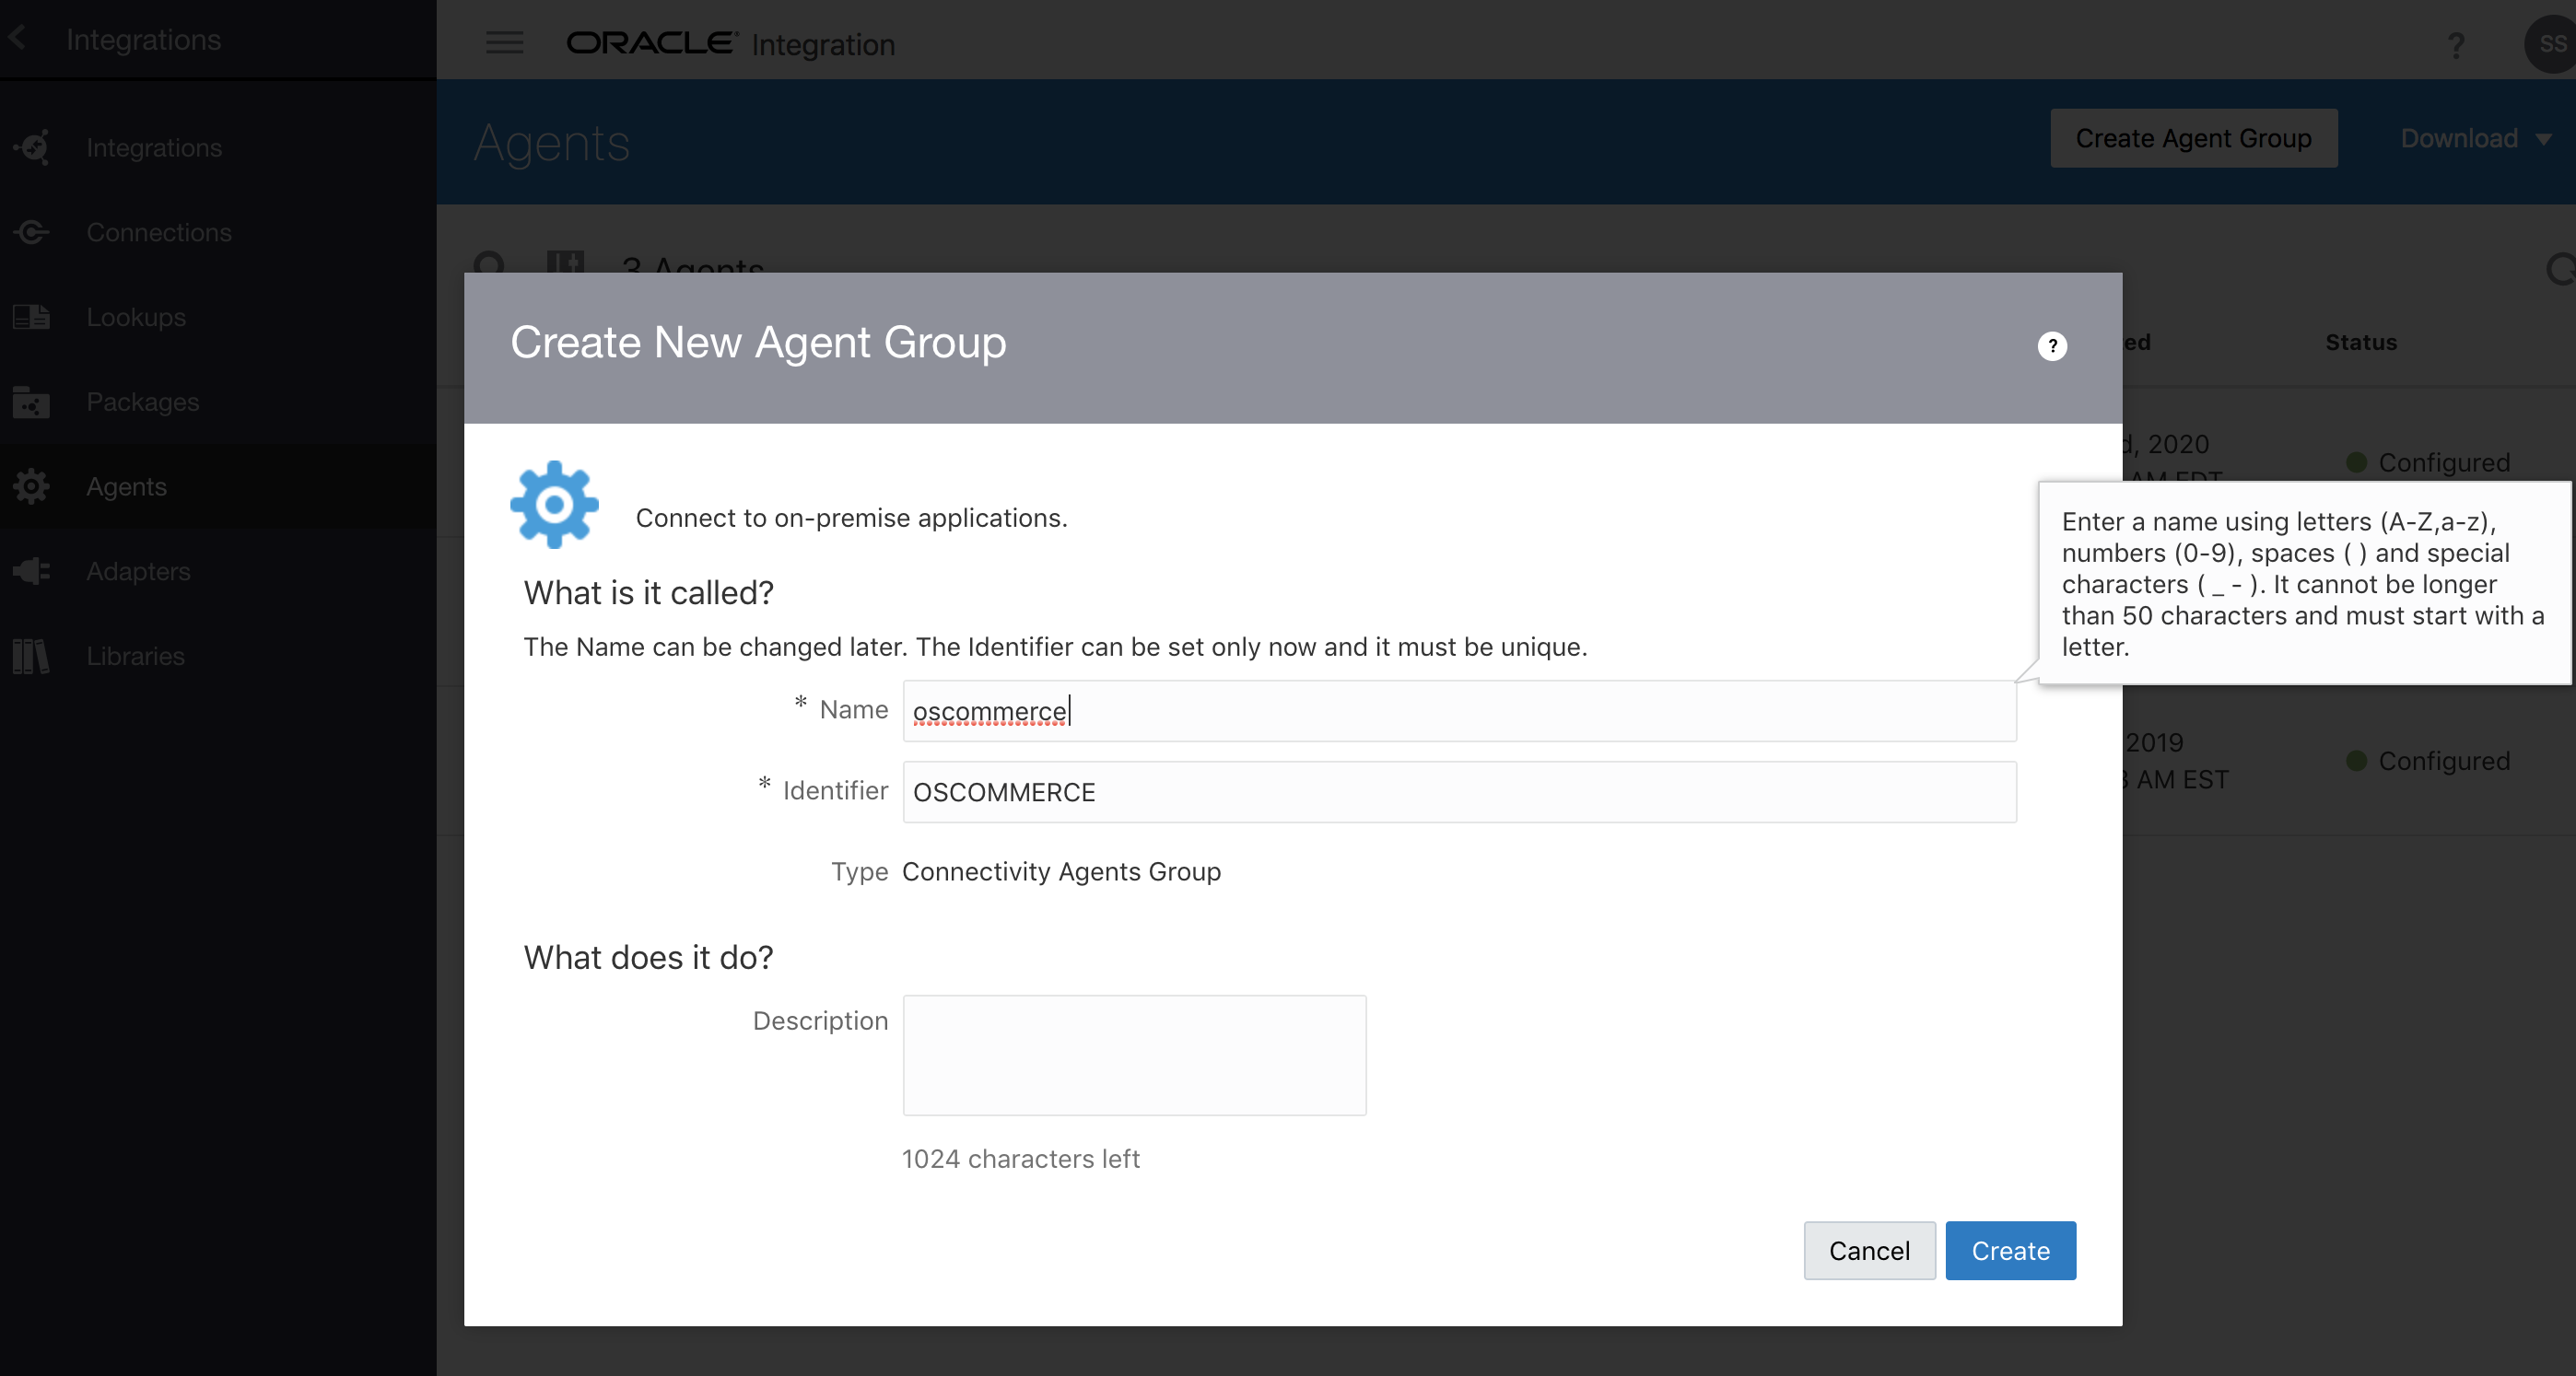 Integrations
ORACLE Integration
?
SS
Integrations
Connections
Lookups
Packages
Agents
Adapters
Libraries
Agents
Create Agent Group
Download
3 Agents
ed
Status
d, 2020
AM EDT
Configured
2019
AM EST
Configured
Create New Agent Group
?
Connect to on-premise applications.
What is it called?
The Name can be changed later. The Identifier can be set only now and it must be unique.
* Name oscommerce
* Identifier OSCOMMERCE
Type Connectivity Agents Group
Enter a name using letters (A-Z,a-z),
numbers (0-9), spaces ( ) and special
characters ( _ - ). It cannot be longer
than 50 characters and must start with a
letter.
What does it do?
Description
1024 characters left
Cancel
Create